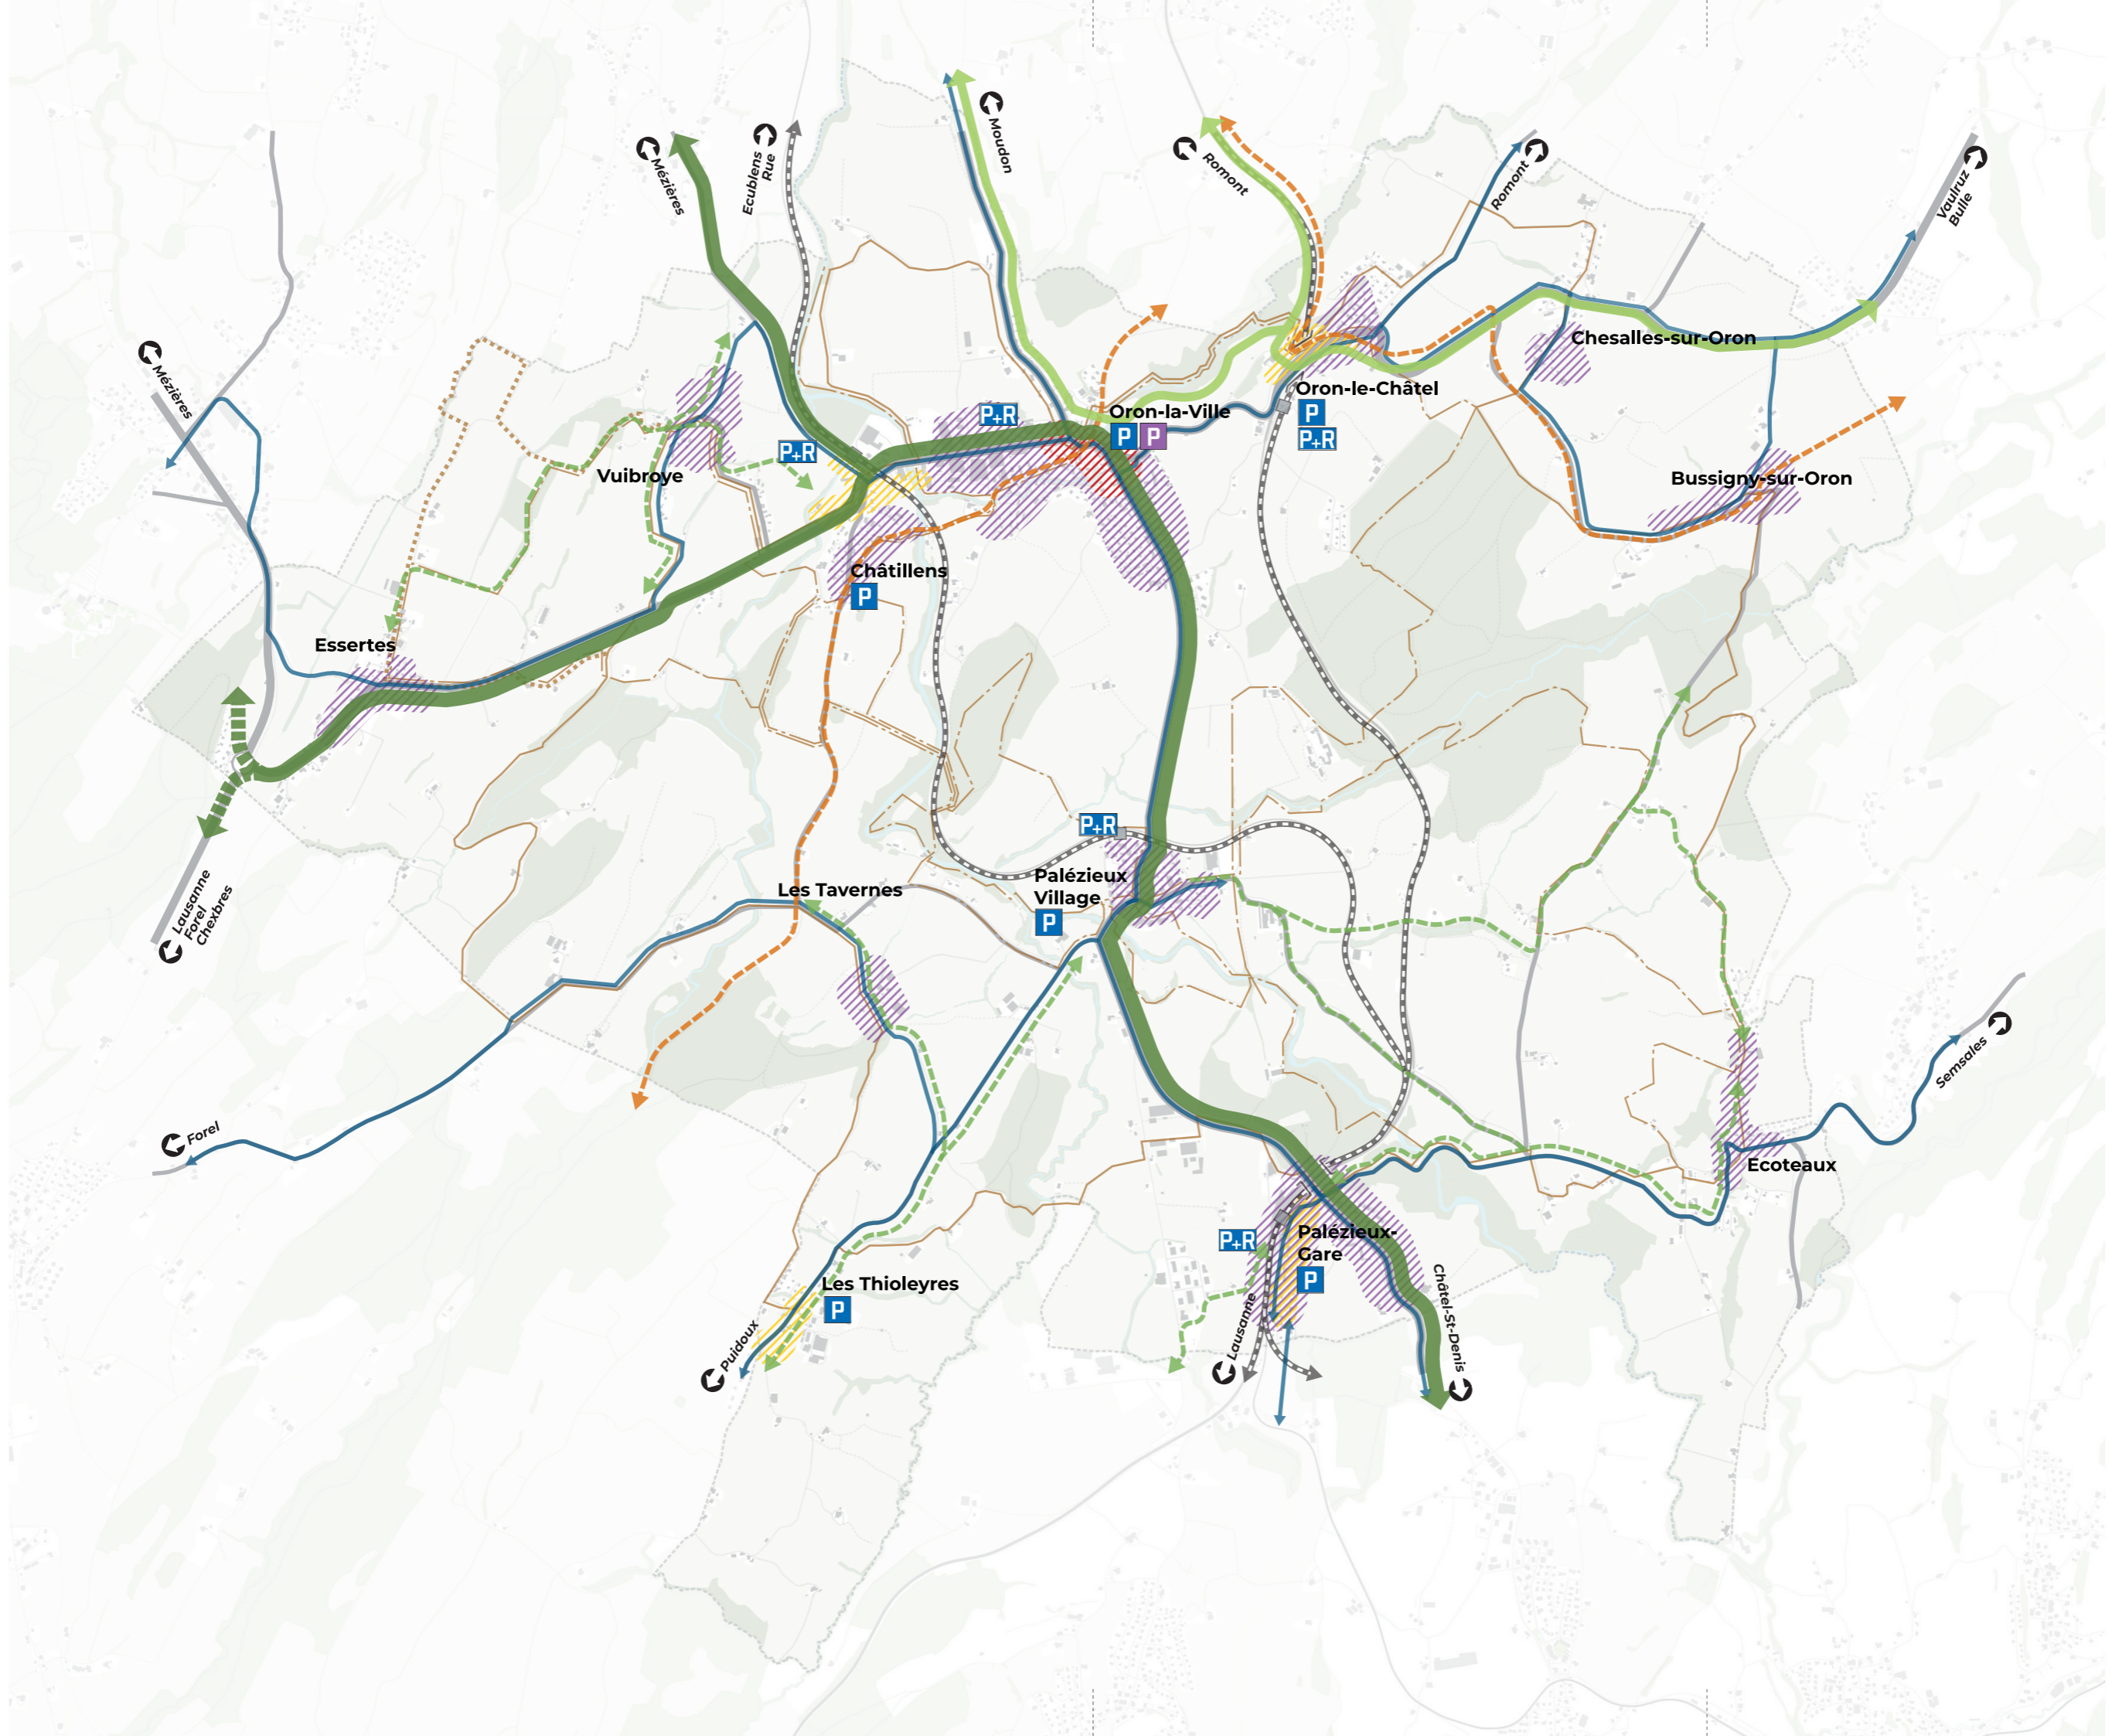 Moudon
Mézières
Ecublens
Rue
Romont
Romont
Vaulruz
Bulle
Mézières
Chesalles-sur-Oron
Oron-le-Châtel
P
P+R
P+R
Oron-la-Ville
P
P
P+R
Vuibroye
Bussigny-sur-Oron
Châtillens
P
Essertes
P+R
Palézieux
Village
P
Les Tavernes
Lausanne
Forel
Chexbres
Semsales
Forel
Ecoteaux
P+R
Palézieux-
Gare
P
Les Thioleyres
P
Puidoux
Lausanne
Châtel-St-Denis